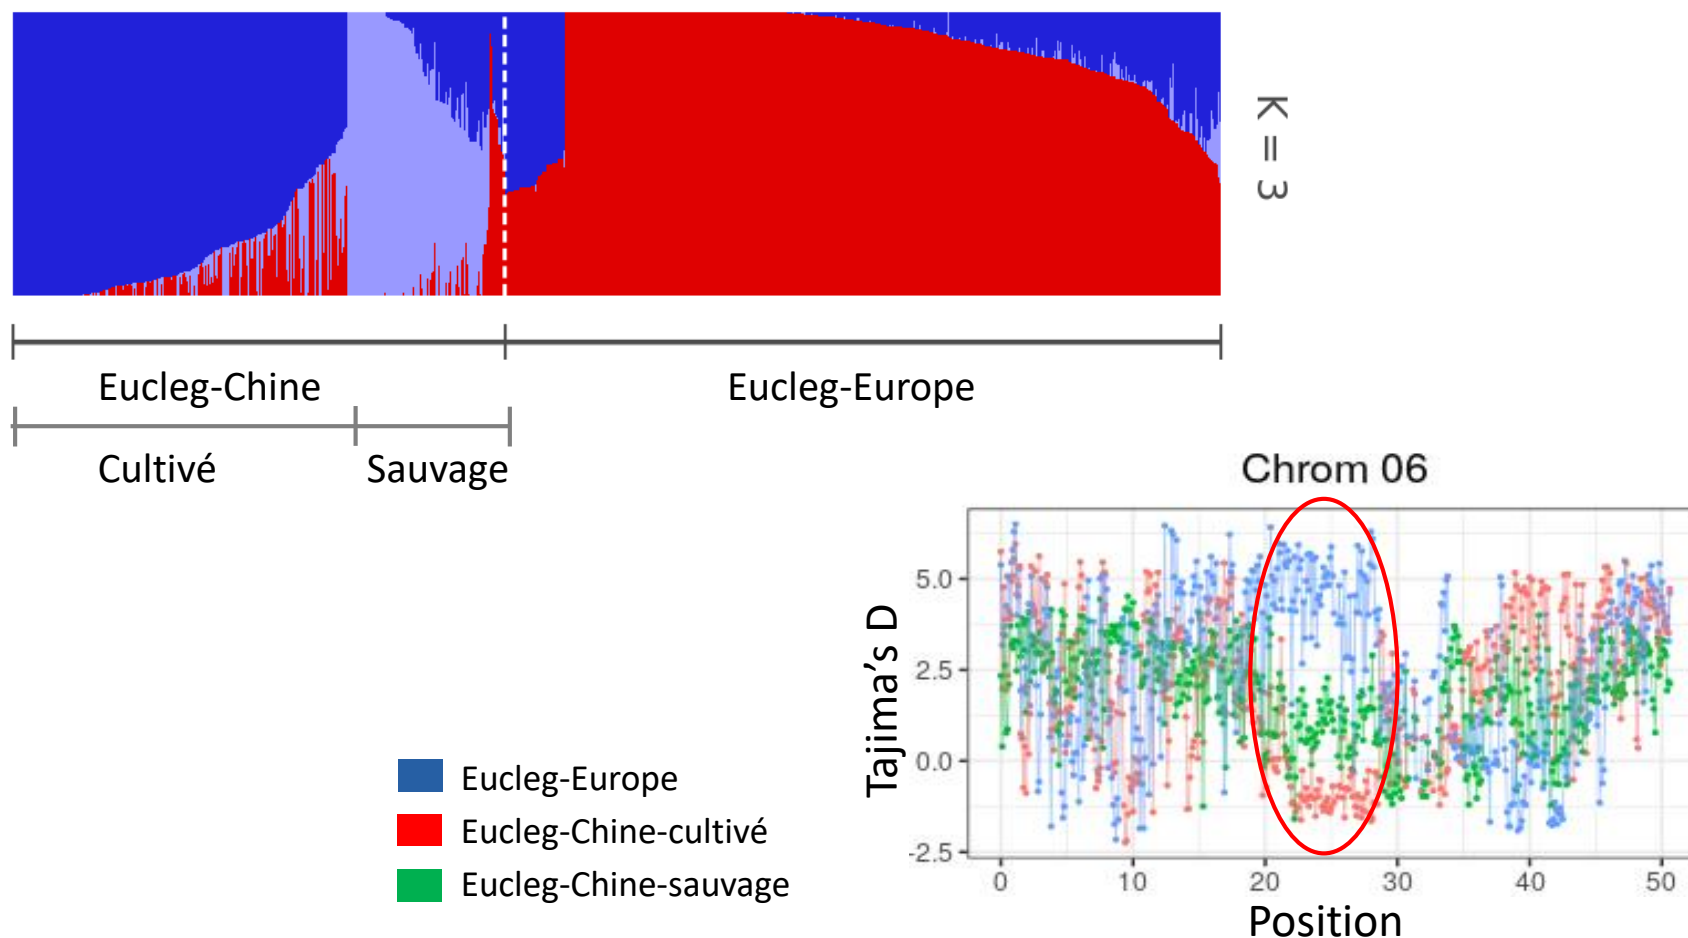 K = 3
Eucleg-Chine
Eucleg-Europe
Cultivé
Sauvage
Chrom 06
Tajima's D
5.0
2.5
0.0
-2.5
0
10
20
30
40
50
Position
Eucleg-Europe
Eucleg-Chine-cultivé
Eucleg-Chine-sauvage